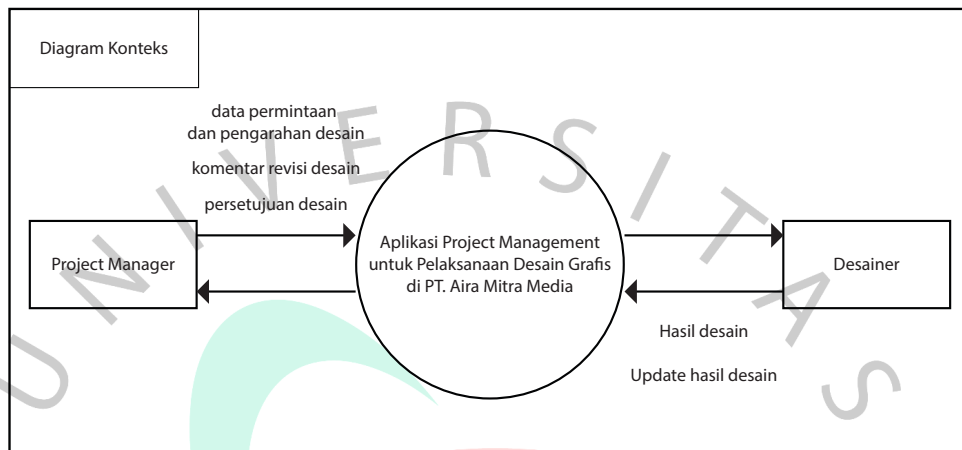 Diagram Konteks
data permintaan
dan pengarahan desain
komentar revisi desain
persetujuan desain
Project Manager
Aplikasi Project Management
untuk Pelaksanaan Desain Grafis
di PT. Aira Mitra Media
Desainer
Hasil desain
Update hasil desain
UNIVERSITAS